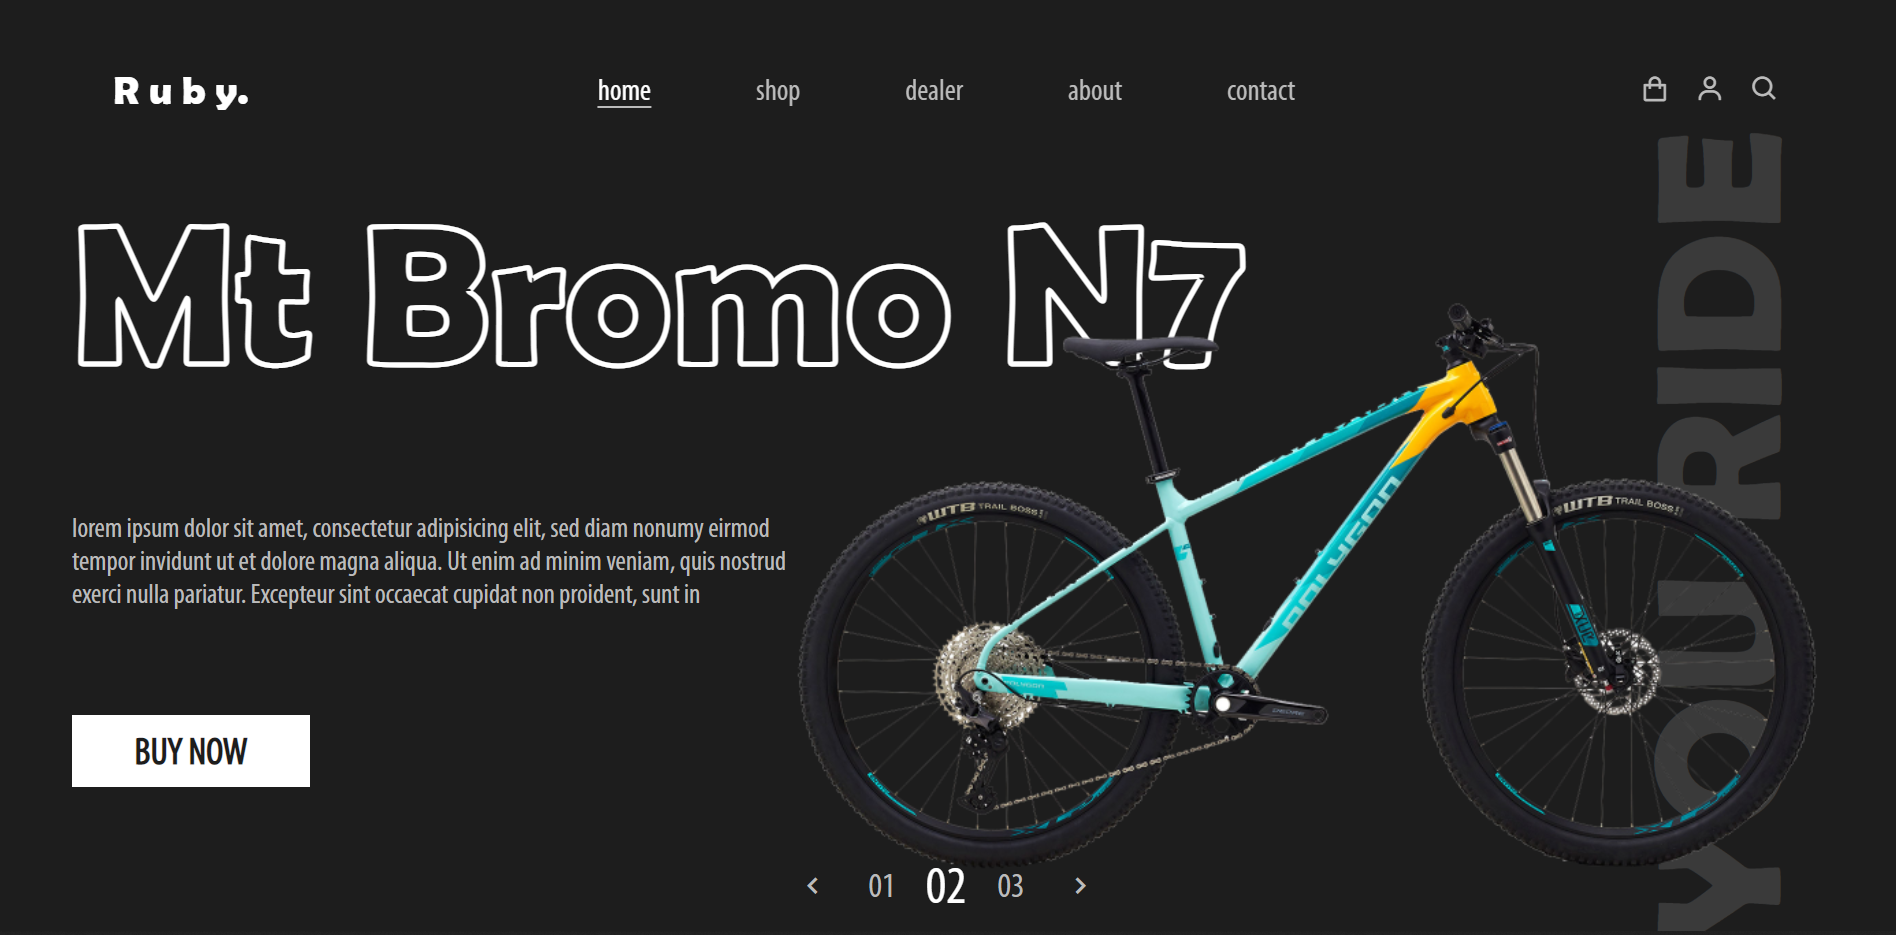 Ruby.
home shop dealer about contact
Mt Bromo N7
lorem ipsum dolor sit amet, consectetur adipisicing elit, sed diam nonumy eirmod
tempor invidunt ut et dolore magna aliqua. Ut enim ad minim veniam, quis nostrud
exerci nulla pariatur. Excepteur sint occaecat cupidat non proident, sunt in
BUY NOW
WTB TRAIL BOSS
POLYGON
WTB TRAIL BOSS
YOU RIDE
01 02 03